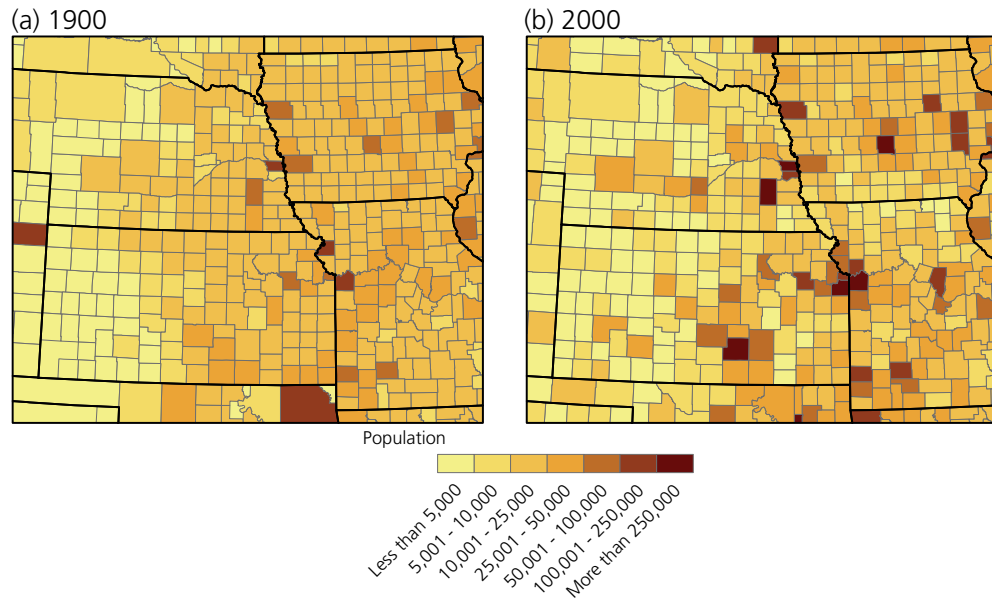 (a) 1900
(b) 2000
Population
Less than 5,000
5,001 - 10,000
10,001 - 25,000
25,001 - 50,000
50,001 - 100,000
100,001 - 250,000
More than 250,000